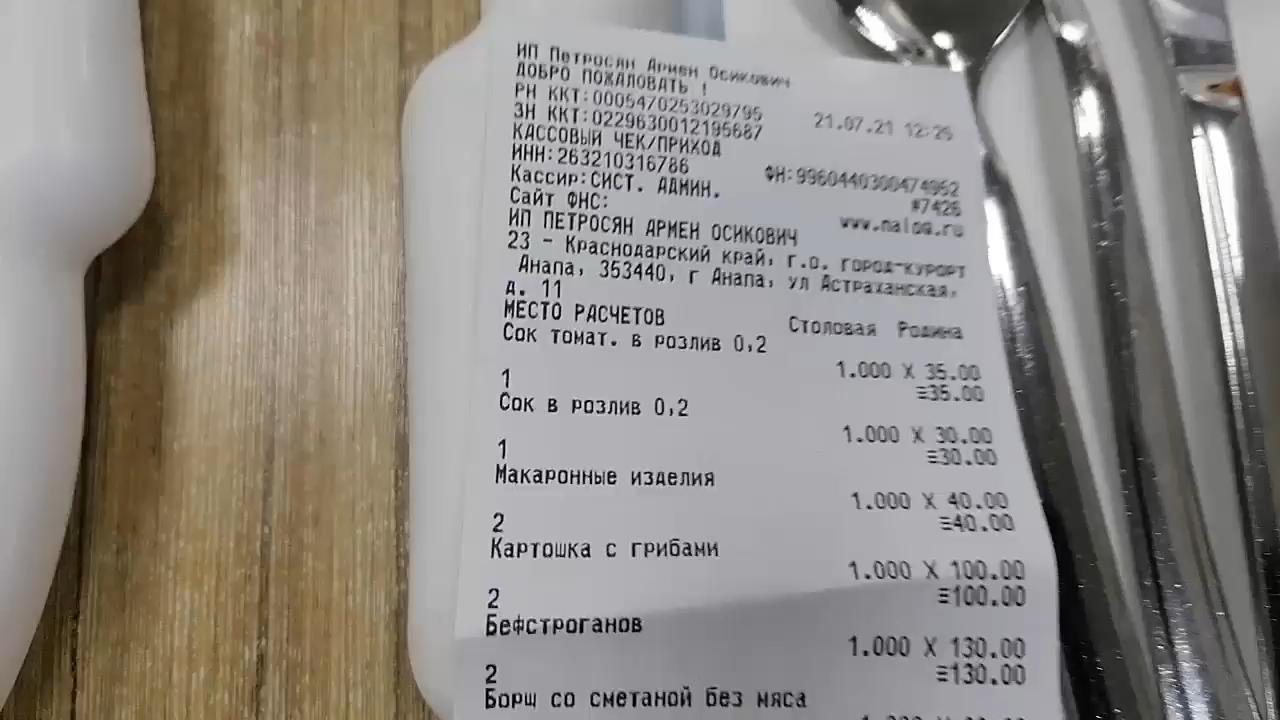 ИП Петросян Армен Осикович
ДОБРО ПОЖАЛОВАТЬ !
РН ККТ:0005470253029795 21.07.21 12:25
ЗН ККТ:0229630012195687
КАССОВЫЙ ЧЕК/ПРИХОД
ИНН:263210316786 ФН:9960440300474952
Кассир:СИСТ. АДМИН. #7426
Сайт ФНС: www.nalog.ru
ИП ПЕТРОСЯН АРМЕН ОСИКОВИЧ
23 - Краснодарский край, г.о. город-курорт
Анапа, 353440, г Анапа, ул Астраханская,
д. 11
МЕСТО РАСЧЕТОВ Столовая Родина
Сок томат. в розлив 0,2
1.000 X 35.00
1 ≡35.00
Сок в розлив 0,2
1.000 X 30.00
1 ≡30.00
Макаронные изделия
1.000 X 40.00
2 ≡40.00
Картошка с грибами
1.000 X 100.00
2 ≡100.00
Бефстроганов
1.000 X 130.00
2 ≡130.00
Борщ со сметаной без мяса